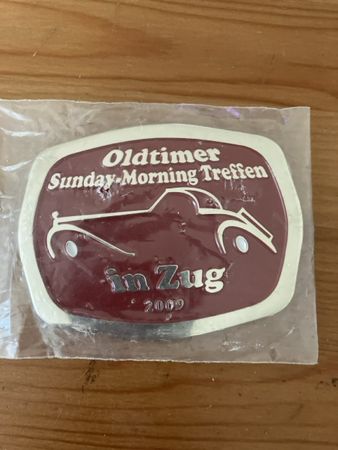 Oldtimer
Sunday-Morning Treffen
in Zug
2009